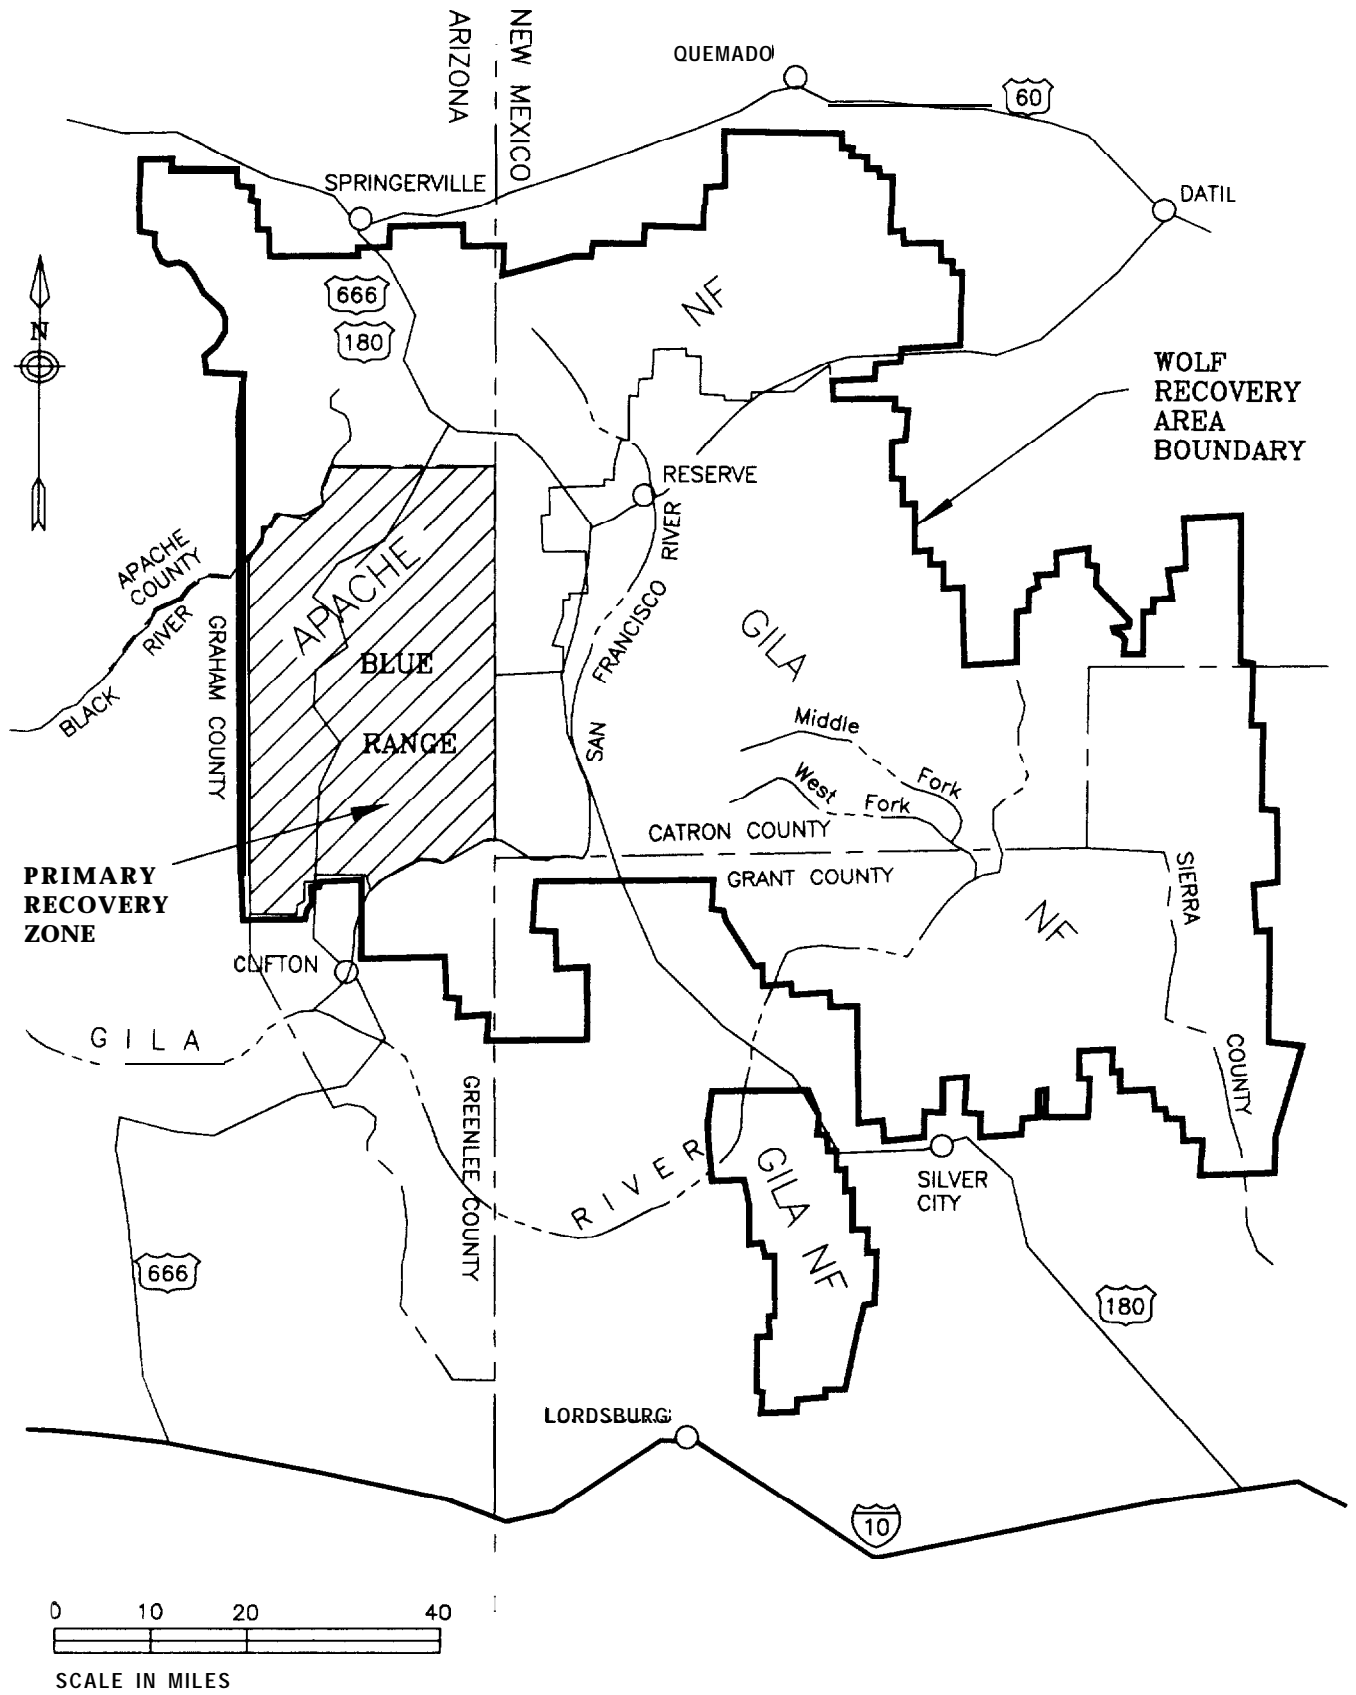 ARIZONA
NEW MEXICO
QUEMADO
60
SPRINGERVILLE
DATIL
666
180
NF
N
WOLF
RECOVERY
AREA
BOUNDARY
RESERVE
APACHE
COUNTY
BLACK RIVER
GRAHAM COUNTY
APACHE
BLUE
RANGE
SAN FRANCISCO RIVER
GILA
Middle Fork
West Fork
CATRON COUNTY
GRANT COUNTY
PRIMARY
RECOVERY
ZONE
NF
SIERRA COUNTY
CLIFTON
GILA RIVER
GREENLEE COUNTY
GILA NF
SILVER
CITY
666
180
LORDSBURG
10
0 10 20 40
SCALE IN MILES